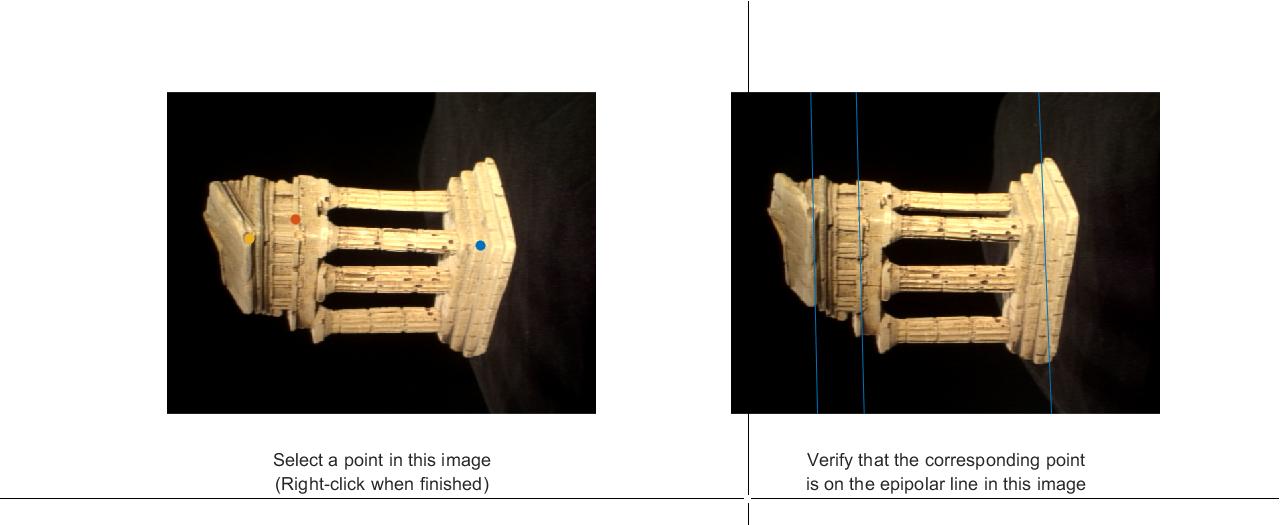 Select a point in this image
(Right-click when finished)
Verify that the corresponding point
is on the epipolar line in this image